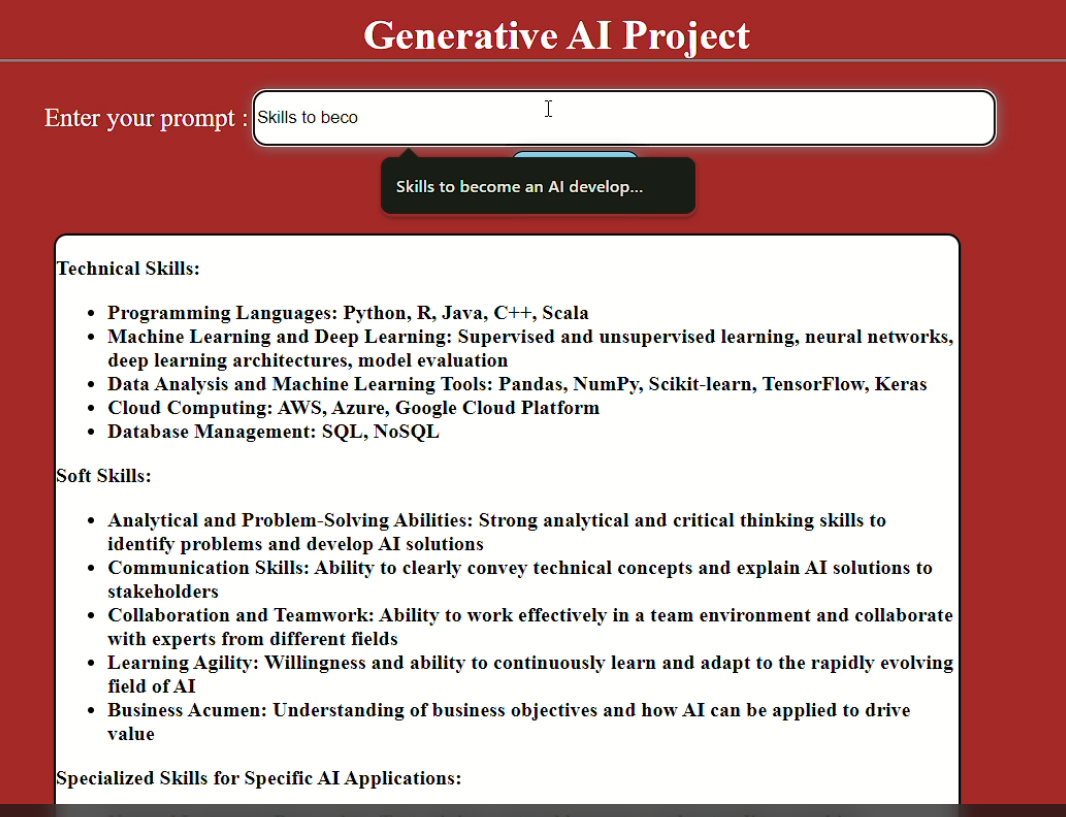 Generative AI Project
Enter your prompt :
Skills to beco
Skills to become an AI develop...
Technical Skills:
• Programming Languages: Python, R, Java, C++, Scala
• Machine Learning and Deep Learning: Supervised and unsupervised learning, neural networks,
deep learning architectures, model evaluation
• Data Analysis and Machine Learning Tools: Pandas, NumPy, Scikit-learn, TensorFlow, Keras
• Cloud Computing: AWS, Azure, Google Cloud Platform
• Database Management: SQL, NoSQL
Soft Skills:
• Analytical and Problem-Solving Abilities: Strong analytical and critical thinking skills to
identify problems and develop AI solutions
• Communication Skills: Ability to clearly convey technical concepts and explain AI solutions to
stakeholders
• Collaboration and Teamwork: Ability to work effectively in a team environment and collaborate
with experts from different fields
• Learning Agility: Willingness and ability to continuously learn and adapt to the rapidly evolving
field of AI
• Business Acumen: Understanding of business objectives and how AI can be applied to drive
value
Specialized Skills for Specific AI Applications: